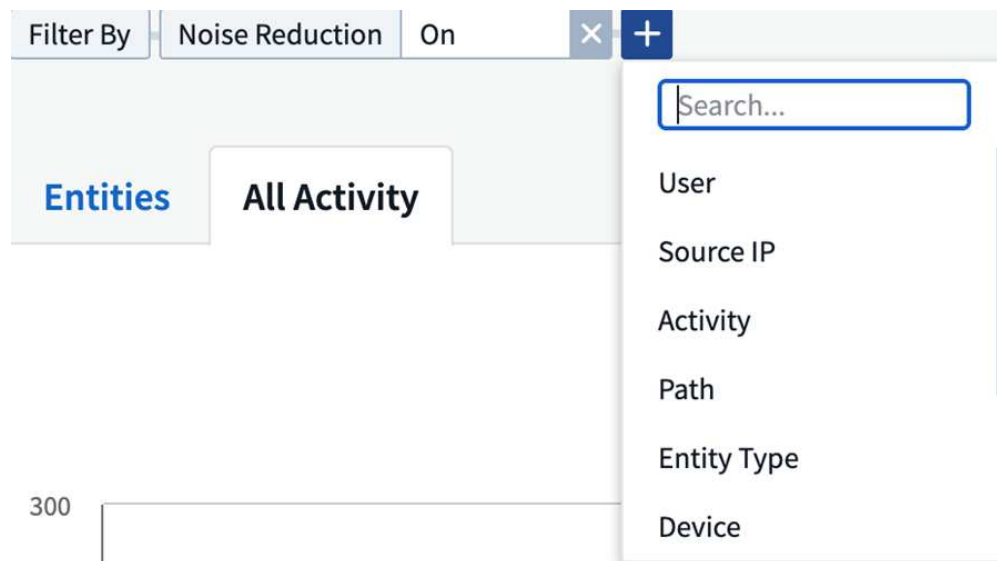 Filter By Noise Reduction On × +
Search...
User
Entities All Activity
Source IP
Activity
Path
Entity Type
300
Device